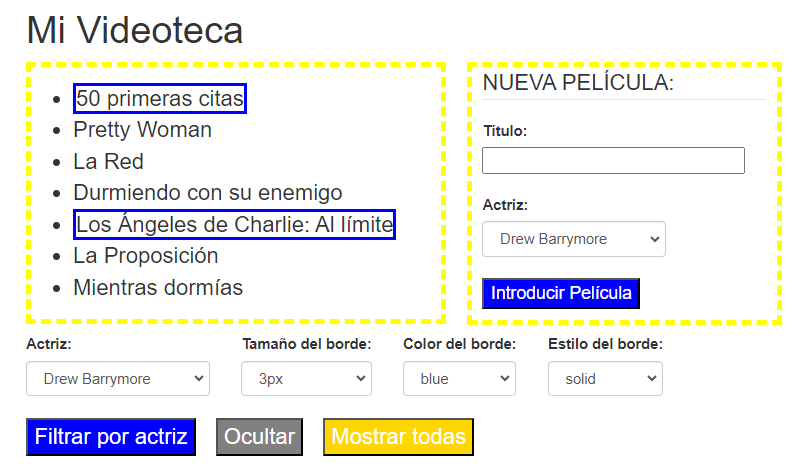 Mi Videoteca
50 primeras citas
Pretty Woman
La Red
Durmiendo con su enemigo
Los Ángeles de Charlie: Al límite
La Proposición
Mientras dormías
NUEVA PELÍCULA:
Título:
Actriz:
Drew Barrymore
Introducir Película
Actriz: Tamaño del borde: Color del borde: Estilo del borde:
Drew Barrymore 3px blue solid
Filtrar por actriz Ocultar Mostrar todas